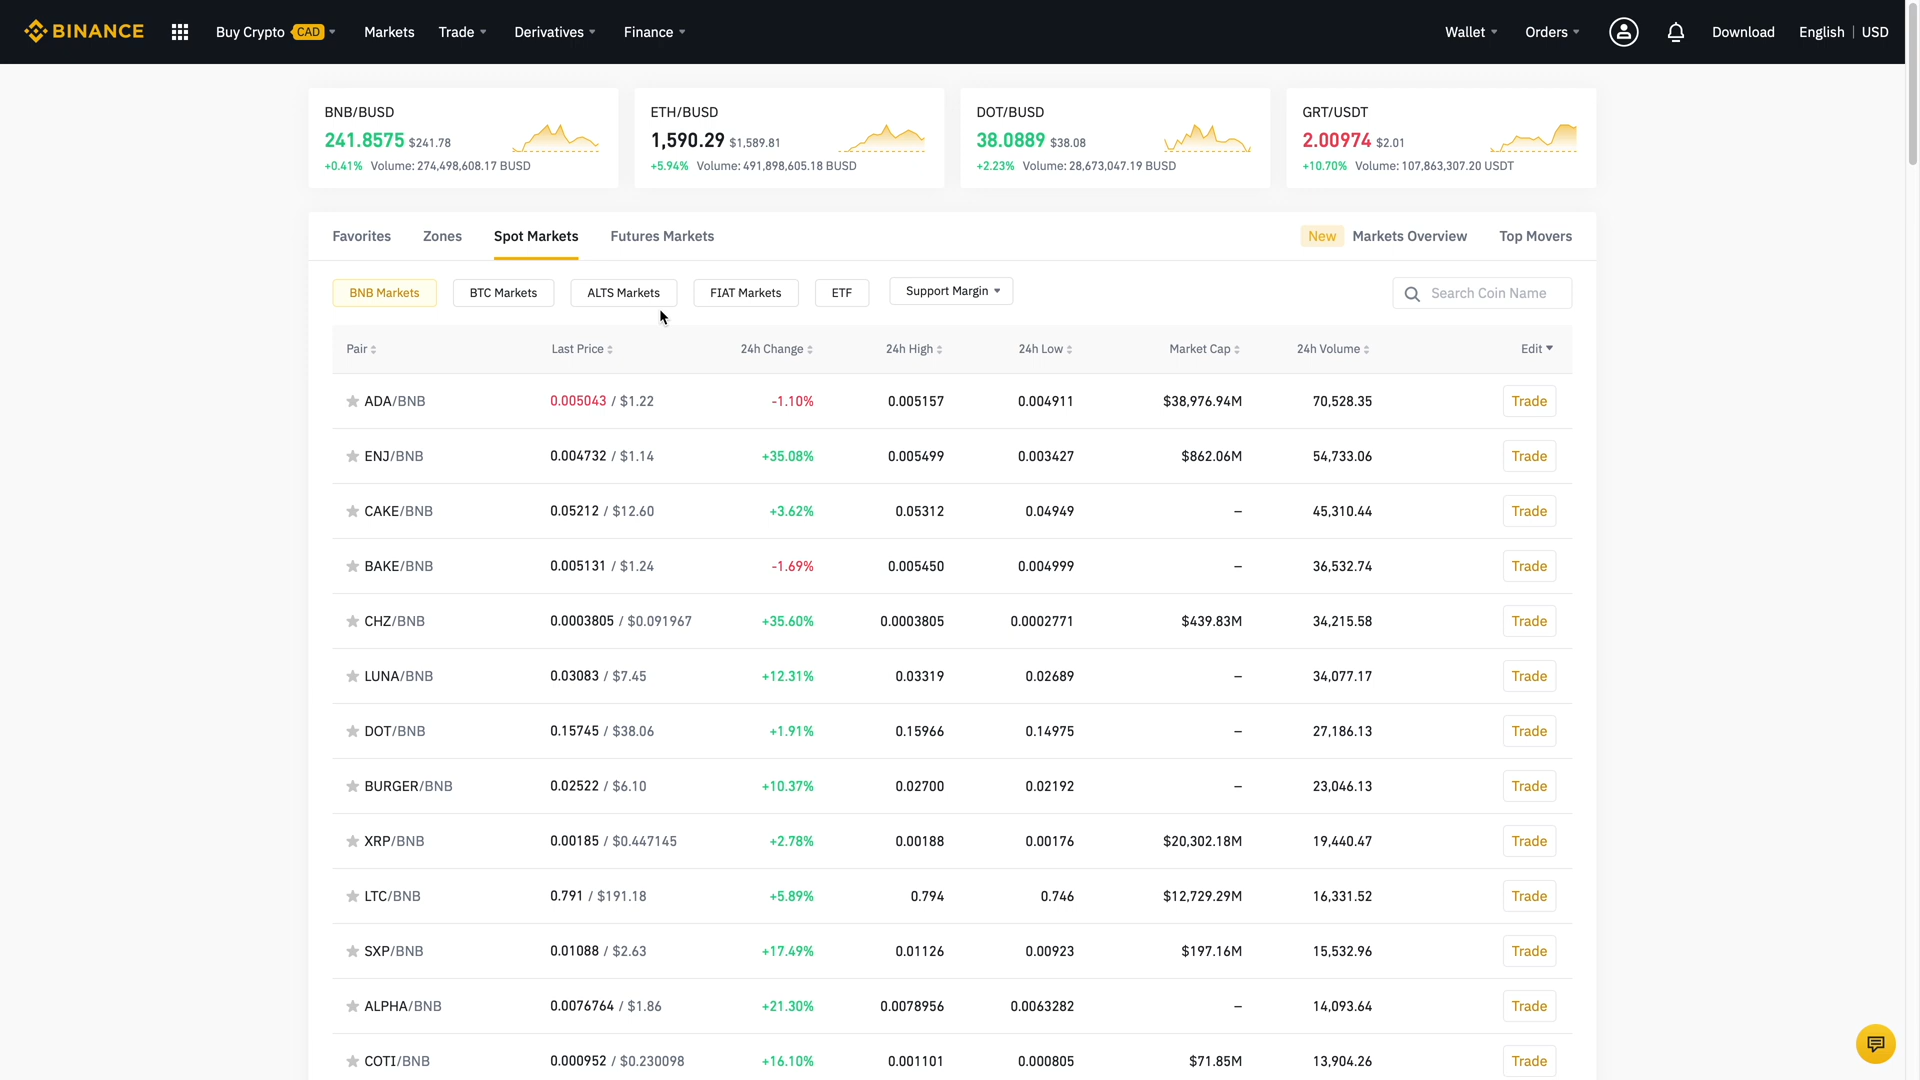 BINANCE Buy Crypto CAD Markets Trade Derivatives Finance Wallet Orders Download English | USD
BNB/BUSD
241.8575 $241.78
+0.41% Volume: 274,498,608.17 BUSD
ETH/BUSD
1,590.29 $1,589.81
+5.94% Volume: 491,898,605.18 BUSD
DOT/BUSD
38.0889 $38.08
+2.23% Volume: 28,673,047.19 BUSD
GRT/USDT
2.00974 $2.01
+10.70% Volume: 107,863,307.20 USDT
Favorites Zones Spot Markets Futures Markets New Markets Overview Top Movers
BNB Markets BTC Markets ALTS Markets FIAT Markets ETF Support Margin Search Coin Name
Pair Last Price 24h Change 24h High 24h Low Market Cap 24h Volume Edit
ADA/BNB 0.005043 / $1.22 -1.10% 0.005157 0.004911 $38,976.94M 70,528.35 Trade
ENJ/BNB 0.004732 / $1.14 +35.08% 0.005499 0.003427 $862.06M 54,733.06 Trade
CAKE/BNB 0.05212 / $12.60 +3.62% 0.05312 0.04949 – 45,310.44 Trade
BAKE/BNB 0.005131 / $1.24 -1.69% 0.005450 0.004999 – 36,532.74 Trade
CHZ/BNB 0.0003805 / $0.091967 +35.60% 0.0003805 0.0002771 $439.83M 34,215.58 Trade
LUNA/BNB 0.03083 / $7.45 +12.31% 0.03319 0.02689 – 34,077.17 Trade
DOT/BNB 0.15745 / $38.06 +1.91% 0.15966 0.14975 – 27,186.13 Trade
BURGER/BNB 0.02522 / $6.10 +10.37% 0.02700 0.02192 – 23,046.13 Trade
XRP/BNB 0.00185 / $0.447145 +2.78% 0.00188 0.00176 $20,302.18M 19,440.47 Trade
LTC/BNB 0.791 / $191.18 +5.89% 0.794 0.746 $12,729.29M 16,331.52 Trade
SXP/BNB 0.01088 / $2.63 +17.49% 0.01126 0.00923 $197.16M 15,532.96 Trade
ALPHA/BNB 0.0076764 / $1.86 +21.30% 0.0078956 0.0063282 – 14,093.64 Trade
COTI/BNB 0.000952 / $0.230098 +16.10% 0.001101 0.000805 $71.85M 13,904.26 Trade